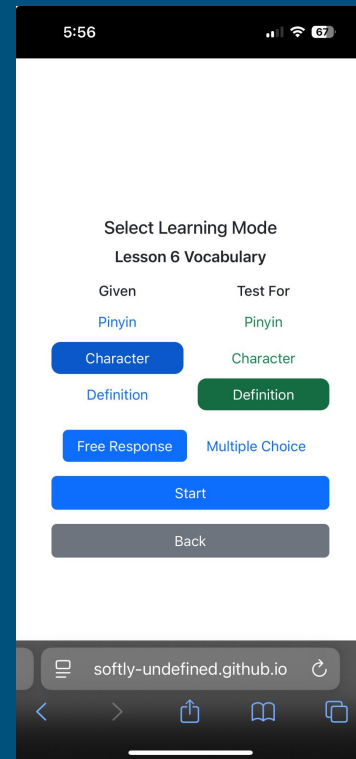 5:56
67
Select Learning Mode
Lesson 6 Vocabulary
Given Test For
Pinyin Pinyin
Character Character
Definition Definition
Free Response Multiple Choice
Start
Back
softly-undefined.github.io